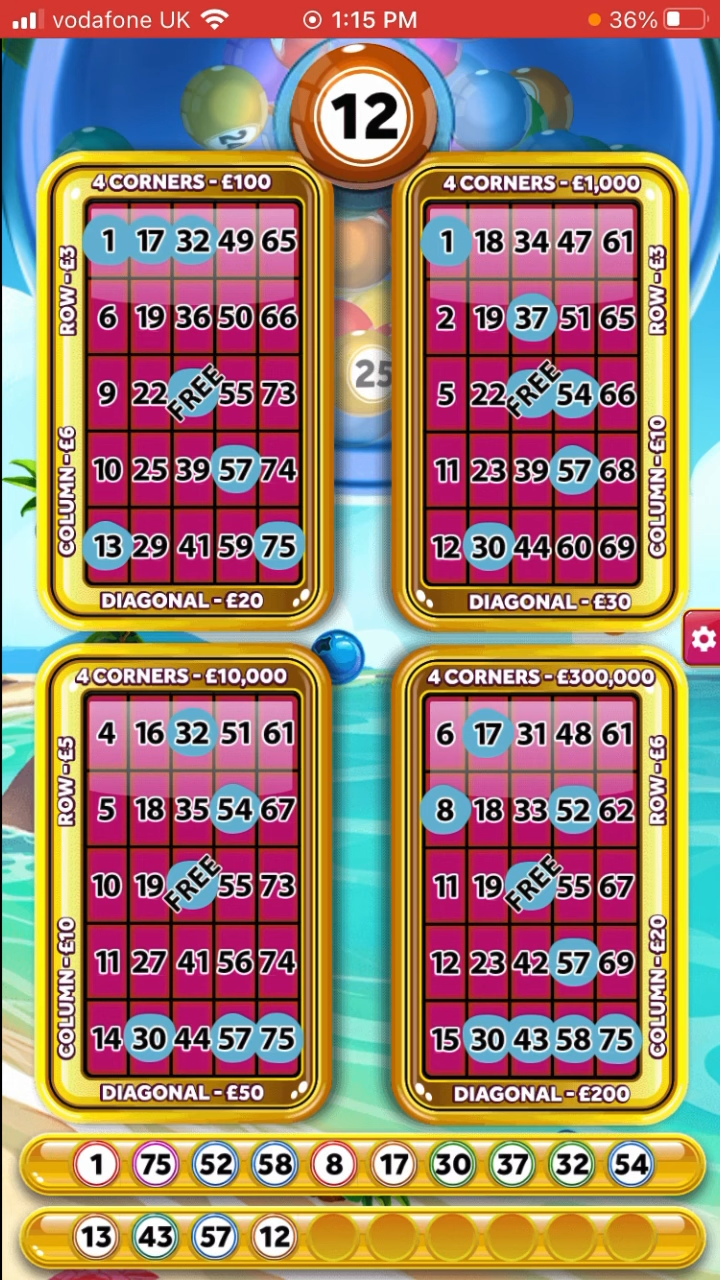 vodafone UK 1:15 PM 36%
12
25
4 CORNERS - £100
ROW - £3
COLUMN - £6
1 17 32 49 65
6 19 36 50 66
9 22 FREE 55 73
10 25 39 57 74
13 29 41 59 75
DIAGONAL - £20
4 CORNERS - £1,000
1 18 34 47 61
2 19 37 51 65
5 22 FREE 54 66
11 23 39 57 68
12 30 44 60 69
ROW - £3
COLUMN - £10
DIAGONAL - £30
4 CORNERS - £10,000
ROW - £5
COLUMN - £10
4 16 32 51 61
5 18 35 54 67
10 19 FREE 55 73
11 27 41 56 74
14 30 44 57 75
DIAGONAL - £50
4 CORNERS - £300,000
6 17 31 48 61
8 18 33 52 62
11 19 FREE 55 67
12 23 42 57 69
15 30 43 58 75
ROW - £6
COLUMN - £20
DIAGONAL - £200
1 75 52 58 8 17 30 37 32 54
13 43 57 12